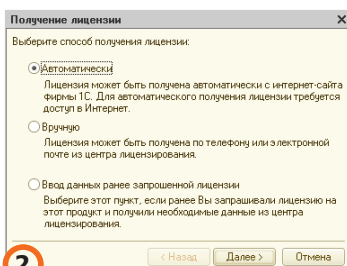 Получение лицензии
Выберите способ получения лицензии:
Автоматически
Лицензия может быть получена автоматически с интернет-сайта
фирмы 1С. Для автоматического получения лицензии требуется
доступ в Интернет.
Вручную
Лицензия может быть получена по телефону или электронной
почте из центра лицензирования.
Ввод данных ранее запрошенной лицензии
Выберите этот пункт, если ранее Вы запрашивали лицензию на
этот продукт и получили необходимые данные из центра
лицензирования.
2
< Назад Далее > Отмена